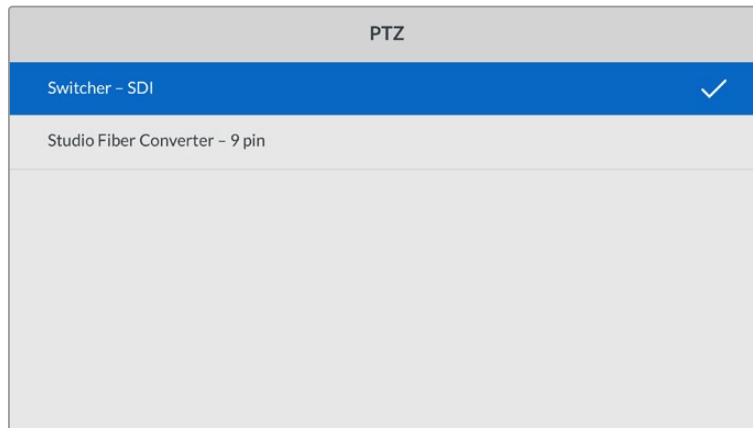 PTZ
Switcher – SDI
Studio Fiber Converter – 9 pin